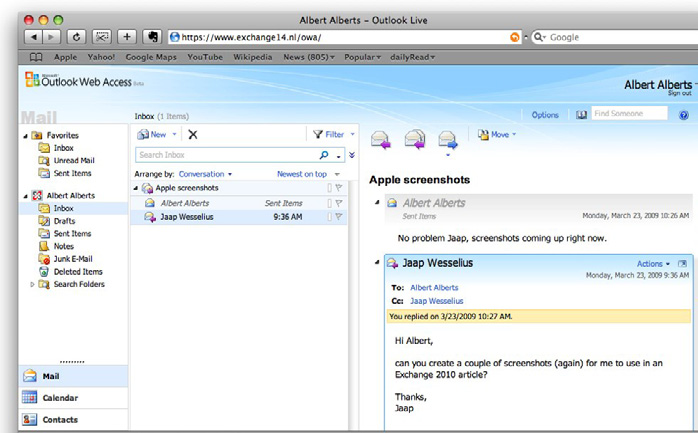 Albert Alberts – Outlook Live
https://www.exchange14.nl/owa/
Google
Apple Yahoo! Google Maps YouTube Wikipedia News (805) Popular dailyRead
Microsoft
Outlook Web Access Beta
Albert Alberts
Sign out
Mail
Inbox (1 Items)
Options
Find Someone
Favorites
Inbox
Unread Mail
Sent Items
Albert Alberts
Inbox
Drafts
Sent Items
Notes
Junk E-Mail
Deleted Items
Search Folders
Mail
Calendar
Contacts
New
Filter
Search Inbox
Arrange by: Conversation
Newest on top
Apple screenshots
Albert Alberts Sent Items
Jaap Wesselius 9:36 AM
Move
Apple screenshots
Albert Alberts
Sent Items
Monday, March 23, 2009 10:26 AM
No problem Jaap, screenshots coming up right now.
Jaap Wesselius
Actions
Monday, March 23, 2009 9:36 AM
To: Albert Alberts
Cc: Jaap Wesselius
You replied on 3/23/2009 10:27 AM.
Hi Albert,
can you create a couple of screenshots (again) for me to use in an
Exchange 2010 article?
Thanks,
Jaap